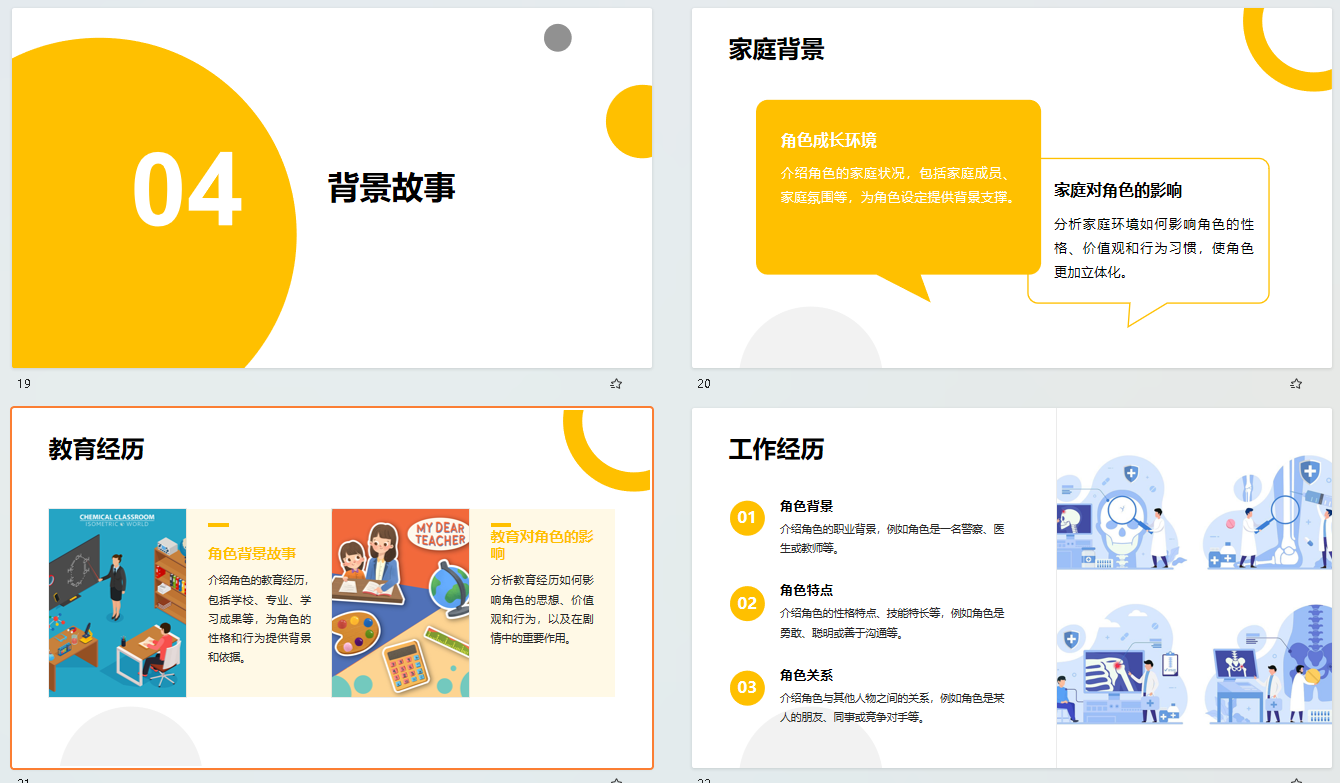 04
背景故事
19
家庭背景
角色成长环境
介绍角色的家庭状况，包括家庭成员、
家庭氛围等，为角色设定提供背景支撑。
家庭对角色的影响
分析家庭环境如何影响角色的性
格、价值观和行为习惯，使角色
更加立体化。
20
教育经历
CHEMICAL CLASSROOM
ISOMETRIC WORLD
角色背景故事
介绍角色的教育经历，
包括学校、专业、学
习成果等，为角色的
性格和行为提供背景
和依据。
MY DEAR
TEACHER
教育对角色的影
响
分析教育经历如何影
响角色的思想、价值
观和行为，以及在剧
情中的重要作用。
21
工作经历
01
角色背景
介绍角色的职业背景，例如角色是一名警察、医
生或教师等。
02
角色特点
介绍角色的性格特点、技能特长等，例如角色是
勇敢、聪明或善于沟通等。
03
角色关系
介绍角色与其他人物之间的关系，例如角色是某
人的朋友、同事或竞争对手等。
22